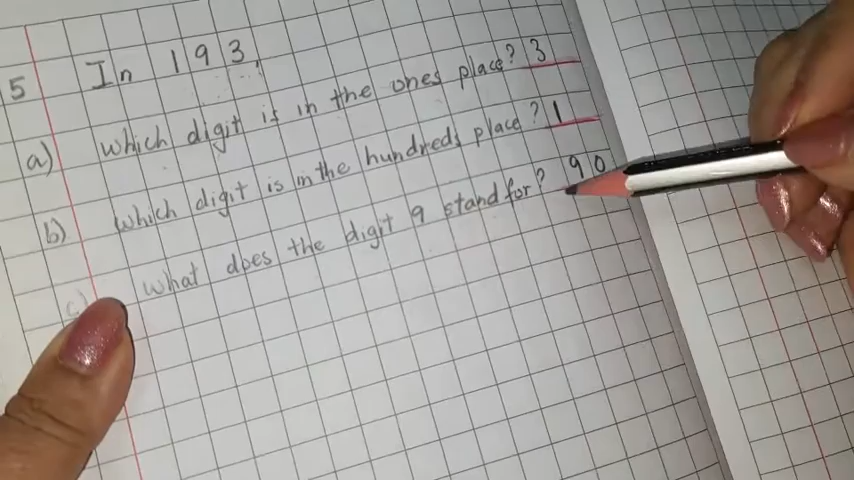 5 In 193,
a) which digit is in the ones place? 3
b) which digit is in the hundreds place? 1
c) what does the digit 9 stand for? 90